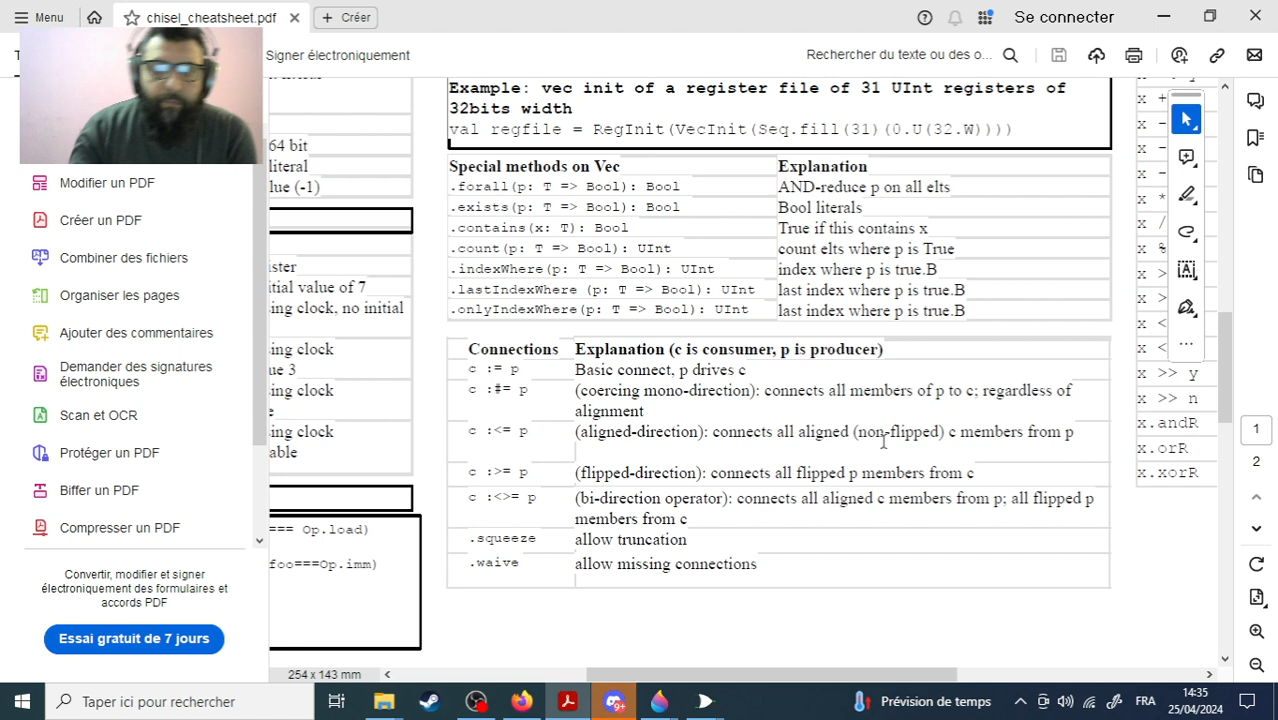 Menu
chisel_cheatsheet.pdf
Créer
Se connecter
Signer électroniquement
Rechercher du texte ou des o...
Modifier un PDF
Créer un PDF
Combiner des fichiers
Organiser les pages
Ajouter des commentaires
Demander des signatures
électroniques
Scan et OCR
Protéger un PDF
Biffer un PDF
Compresser un PDF
Convertir, modifier et signer
électroniquement des formulaires et
accords PDF
Essai gratuit de 7 jours
64 bit
literal
lue (-1)
ister
itial value of 7
sing clock, no initial
sing clock
ue 3
sing clock
e
sing clock
able
=== Op.load)
foo===Op.imm)
Example: vec init of a register file of 31 UInt registers of
32bits width
val regfile = RegInit(VecInit(Seq.fill(31)(0.U(32.W))))
Special methods on Vec Explanation
.forall(p: T => Bool): Bool AND-reduce p on all elts
.exists(p: T => Bool): Bool Bool literals
.contains(x: T): Bool True if this contains x
.count(p: T => Bool): UInt count elts where p is True
.indexWhere(p: T => Bool): UInt index where p is true.B
.lastIndexWhere (p: T => Bool): UInt last index where p is true.B
.onlyIndexWhere(p: T => Bool): UInt last index where p is true.B
Connections Explanation (c is consumer, p is producer)
c := p Basic connect, p drives c
c :#= p (coercing mono-direction): connects all members of p to c; regardless of
alignment
c :<= p (aligned-direction): connects all aligned (non-flipped) c members from p
c :>= p (flipped-direction): connects all flipped p members from c
c :<>= p (bi-direction operator): connects all aligned c members from p; all flipped p
members from c
.squeeze allow truncation
.waive allow missing connections
x +
x -
x -
x -
x *
x /
x %
x >
x >
x <
x <
x >> y
x >> n
x.andR
x.orR
x.xorR
1
2
254 x 143 mm
Taper ici pour rechercher
9+
Prévision de temps
FRA
14:35
25/04/2024